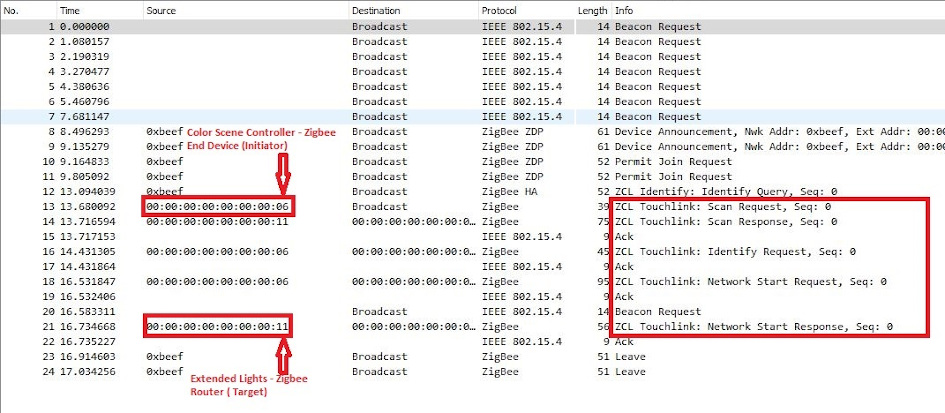 No. Time Source Destination Protocol Length Info
1 0.000000 Broadcast IEEE 802.15.4 14 Beacon Request
2 1.080157 Broadcast IEEE 802.15.4 14 Beacon Request
3 2.190319 Broadcast IEEE 802.15.4 14 Beacon Request
4 3.270477 Broadcast IEEE 802.15.4 14 Beacon Request
5 4.380636 Broadcast IEEE 802.15.4 14 Beacon Request
6 5.460796 Broadcast IEEE 802.15.4 14 Beacon Request
7 7.681147 Broadcast IEEE 802.15.4 14 Beacon Request
8 8.496293 0xbeef Broadcast ZigBee ZDP 61 Device Announcement, Nwk Addr: 0xbeef, Ext Addr: 00:00
Color Scene Controller - Zigbee
9 9.135279 0xbeef Broadcast ZigBee ZDP 61 Device Announcement, Nwk Addr: 0xbeef, Ext Addr: 00:00
End Device (Initiator)
10 9.164833 0xbeef Broadcast ZigBee ZDP 52 Permit Join Request
11 9.805092 0xbeef Broadcast ZigBee ZDP 52 Permit Join Request
12 13.094039 0xbeef Broadcast ZigBee HA 52 ZCL Identify: Identify Query, Seq: 0
13 13.680092 00:00:00:00:00:00:00:06 Broadcast ZigBee 39 ZCL Touchlink: Scan Request, Seq: 0
14 13.716594 00:00:00:00:00:00:00:11 00:00:00:00:00:00:0… ZigBee 75 ZCL Touchlink: Scan Response, Seq: 0
15 13.717153 IEEE 802.15.4 9 Ack
16 14.431305 00:00:00:00:00:00:00:06 00:00:00:00:00:00:0… ZigBee 45 ZCL Touchlink: Identify Request, Seq: 0
17 14.431864 IEEE 802.15.4 9 Ack
18 16.531847 00:00:00:00:00:00:00:06 00:00:00:00:00:00:0… ZigBee 95 ZCL Touchlink: Network Start Request, Seq: 0
19 16.532406 IEEE 802.15.4 9 Ack
20 16.583311 Broadcast IEEE 802.15.4 14 Beacon Request
21 16.734668 00:00:00:00:00:00:00:11 00:00:00:00:00:00:0… ZigBee 56 ZCL Touchlink: Network Start Response, Seq: 0
22 16.735227 IEEE 802.15.4 9 Ack
23 16.914603 0xbeef Broadcast ZigBee 51 Leave
24 17.034256 0xbeef Broadcast ZigBee 51 Leave
Extended Lights - Zigbee
Router ( Target)